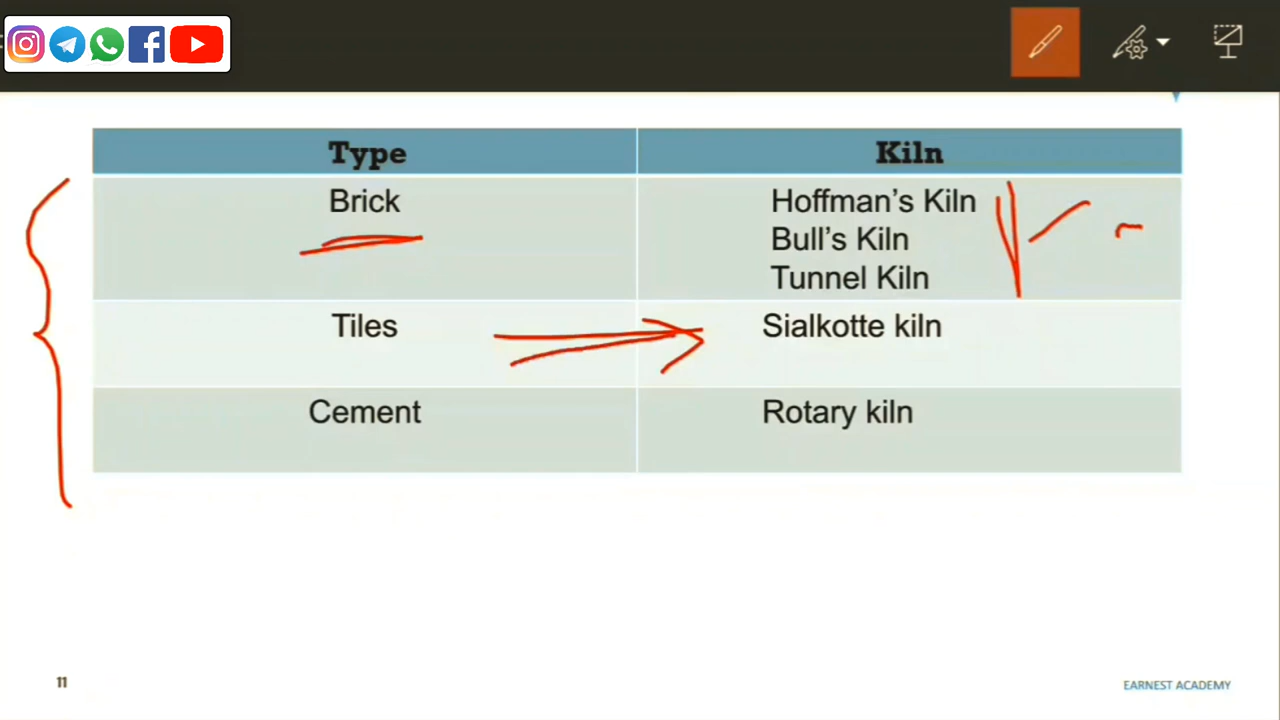 Type
Kiln
Brick
Hoffman's Kiln
Bull's Kiln
Tunnel Kiln
Tiles
Sialkotte kiln
Cement
Rotary kiln
11
EARNEST ACADEMY